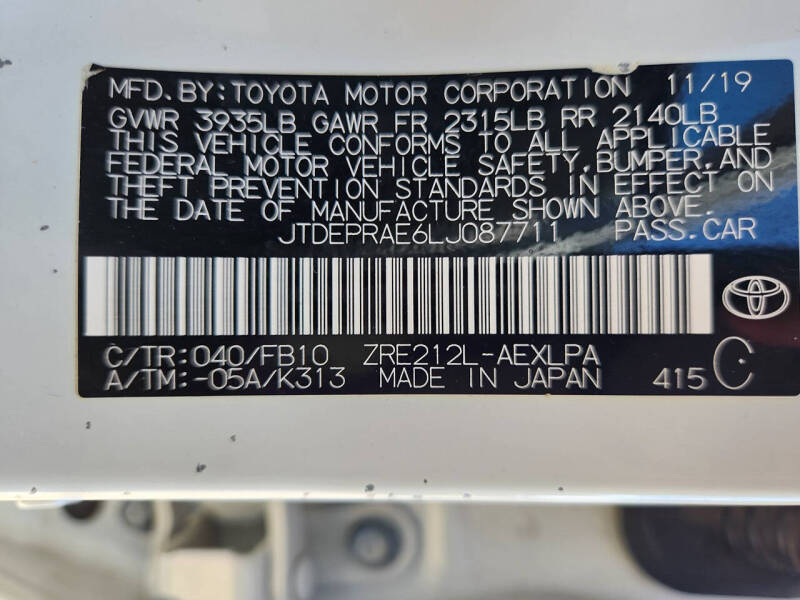 MFD. BY: TOYOTA MOTOR CORPORATION 11/19
GVWR 3935LB GAWR FR 2315LB RR 2140LB
THIS VEHICLE CONFORMS TO ALL APPLICABLE
FEDERAL MOTOR VEHICLE SAFETY, BUMPER, AND
THEFT PREVENTION STANDARDS IN EFFECT ON
THE DATE OF MANUFACTURE SHOWN ABOVE.
JTDEPRAE6LJ087711 PASS. CAR
C/TR: 040/FB10 ZRE212L-AEXLPA
A/TM: -05A/K313 MADE IN JAPAN 415 C